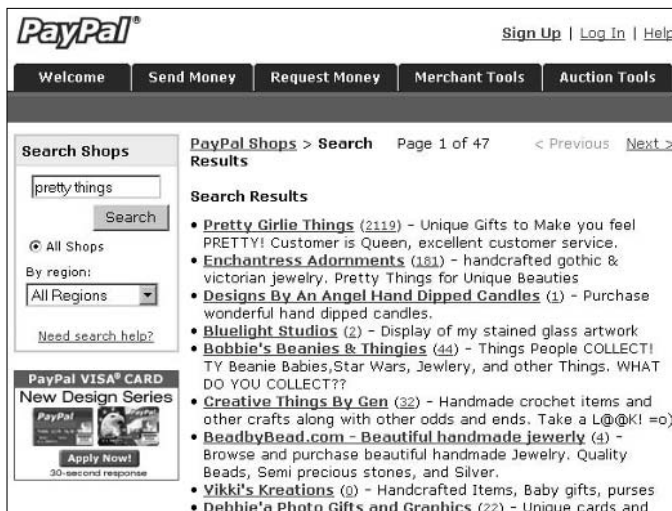 PayPal®
Sign Up | Log In | Help
Welcome
Send Money
Request Money
Merchant Tools
Auction Tools
Search Shops
pretty things
Search
All Shops
By region:
All Regions
Need search help?
PayPal VISA® CARD
New Design Series
PayPal
Apply Now!
30-second response
PayPal Shops > Search
Results
Page 1 of 47
< Previous Next >
Search Results
• Pretty Girlie Things (2119) - Unique Gifts to Make you feel
PRETTY! Customer is Queen, excellent customer service.
• Enchantress Adornments (181) - handcrafted gothic &
victorian jewelry. Pretty Things for Unique Beauties
• Designs By An Angel Hand Dipped Candles (1) - Purchase
wonderful hand dipped candles.
• Bluelight Studios (2) - Display of my stained glass artwork
• Bobbie's Beanies & Thingies (44) - Things People COLLECT!
TY Beanie Babies,Star Wars, Jewlery, and other Things. WHAT
DO YOU COLLECT??
• Creative Things By Gen (32) - Handmade crochet items and
other crafts along with other odds and ends. Take a L@@K! =o)
• BeadbyBead.com - Beautiful handmade jewerly (4) -
Browse and purchase beautiful handmade Jewelry. Quality
Beads, Semi precious stones, and Silver.
• Vikki's Kreations (0) - Handcrafted Items, Baby gifts, purses
• Debbie'a Photo Gifts and Graphics (22) - Unique cards and